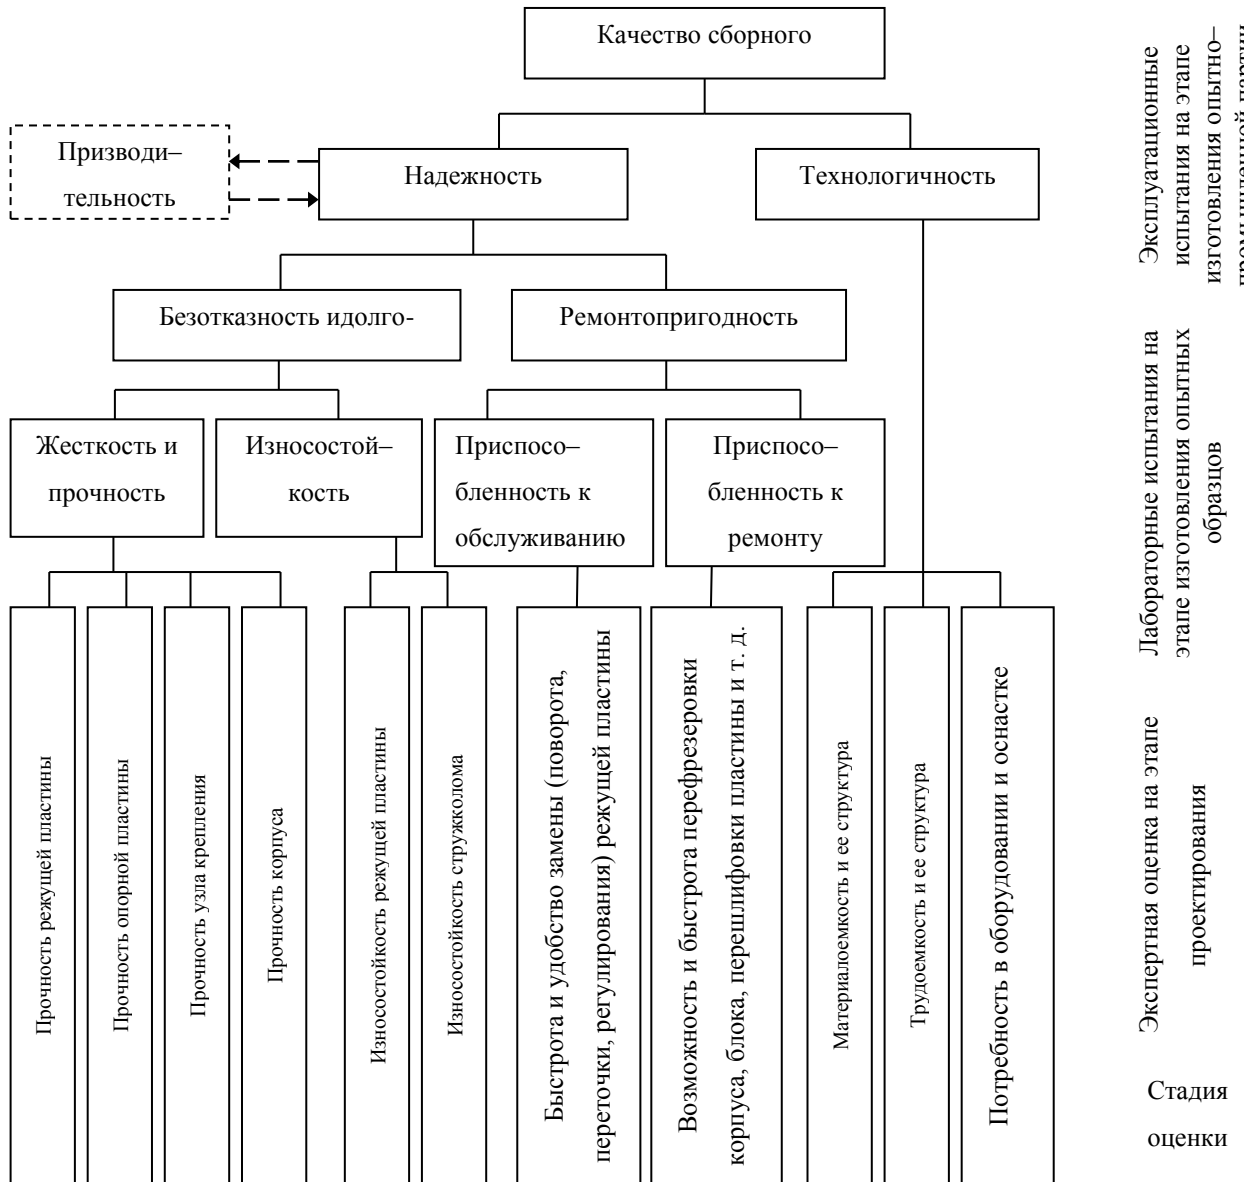 Качество сборного
Призводи–
тельность
Надежность
Технологичность
Безотказность идолго-
Ремонтопригодность
Жесткость и
прочность
Износостой–
кость
Приспосо–
бленность к
обслуживанию
Приспосо–
бленность к
ремонту
Прочность режущей пластины
Прочность опорной пластины
Прочность узла крепления
Прочность корпуса
Износостойкость режущей пластины
Износостойкость стружколома
Быстрота и удобство замены (поворота,
переточки, регулирования) режущей пластины
Возможность и быстрота перефрезеровки
корпуса, блока, перешлифовки пластины и т. д.
Материалоемкость и ее структура
Трудоемкость и ее структура
Потребность в оборудовании и оснастке
Эксплуатационные
испытания на этапе
изготовления опытно–
промышленной партии
Лабораторные испытания на
этапе изготовления опытных
образцов
Экспертная оценка на этапе
проектирования
Стадия
оценки